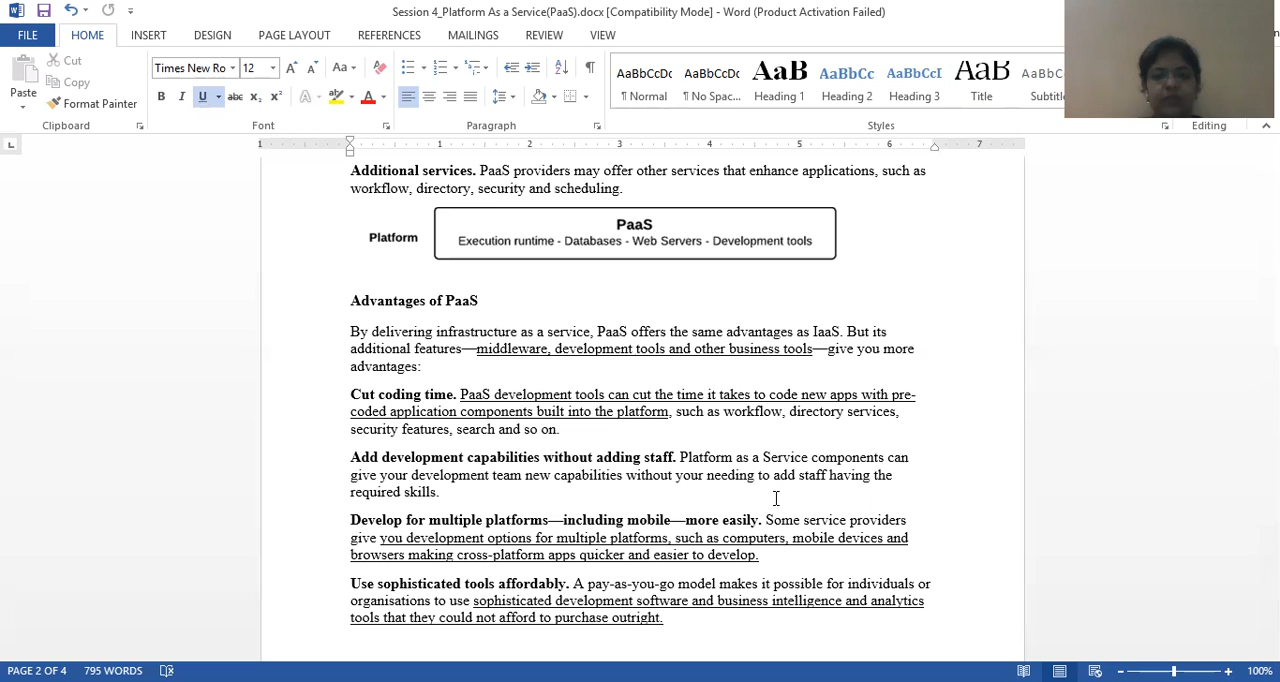 Session 4_Platform As a Service(PaaS).docx [Compatibility Mode] - Word (Product Activation Failed)
FILE HOME INSERT DESIGN PAGE LAYOUT REFERENCES MAILINGS REVIEW VIEW
Cut
Copy
Paste
Format Painter
Times New Ro 12
Aa
B I U abc X₂ X²
AaBbCcDc AaBbCcDc AaB AaBbCc AaBbCcI AaB AaBbCc
¶ Normal ¶ No Spac... Heading 1 Heading 2 Heading 3 Title Subtitle
Clipboard Font Paragraph Styles Editing
1 1 2 3 4 5 6 7
Additional services. PaaS providers may offer other services that enhance applications, such as
workflow, directory, security and scheduling.
Platform
PaaS
Execution runtime - Databases - Web Servers - Development tools
Advantages of PaaS
By delivering infrastructure as a service, PaaS offers the same advantages as IaaS. But its
additional features—middleware, development tools and other business tools—give you more
advantages:
Cut coding time. PaaS development tools can cut the time it takes to code new apps with pre-
coded application components built into the platform, such as workflow, directory services,
security features, search and so on.
Add development capabilities without adding staff. Platform as a Service components can
give your development team new capabilities without your needing to add staff having the
required skills.
Develop for multiple platforms—including mobile—more easily. Some service providers
give you development options for multiple platforms, such as computers, mobile devices and
browsers making cross-platform apps quicker and easier to develop.
Use sophisticated tools affordably. A pay-as-you-go model makes it possible for individuals or
organisations to use sophisticated development software and business intelligence and analytics
tools that they could not afford to purchase outright.
PAGE 2 OF 4 795 WORDS 100%